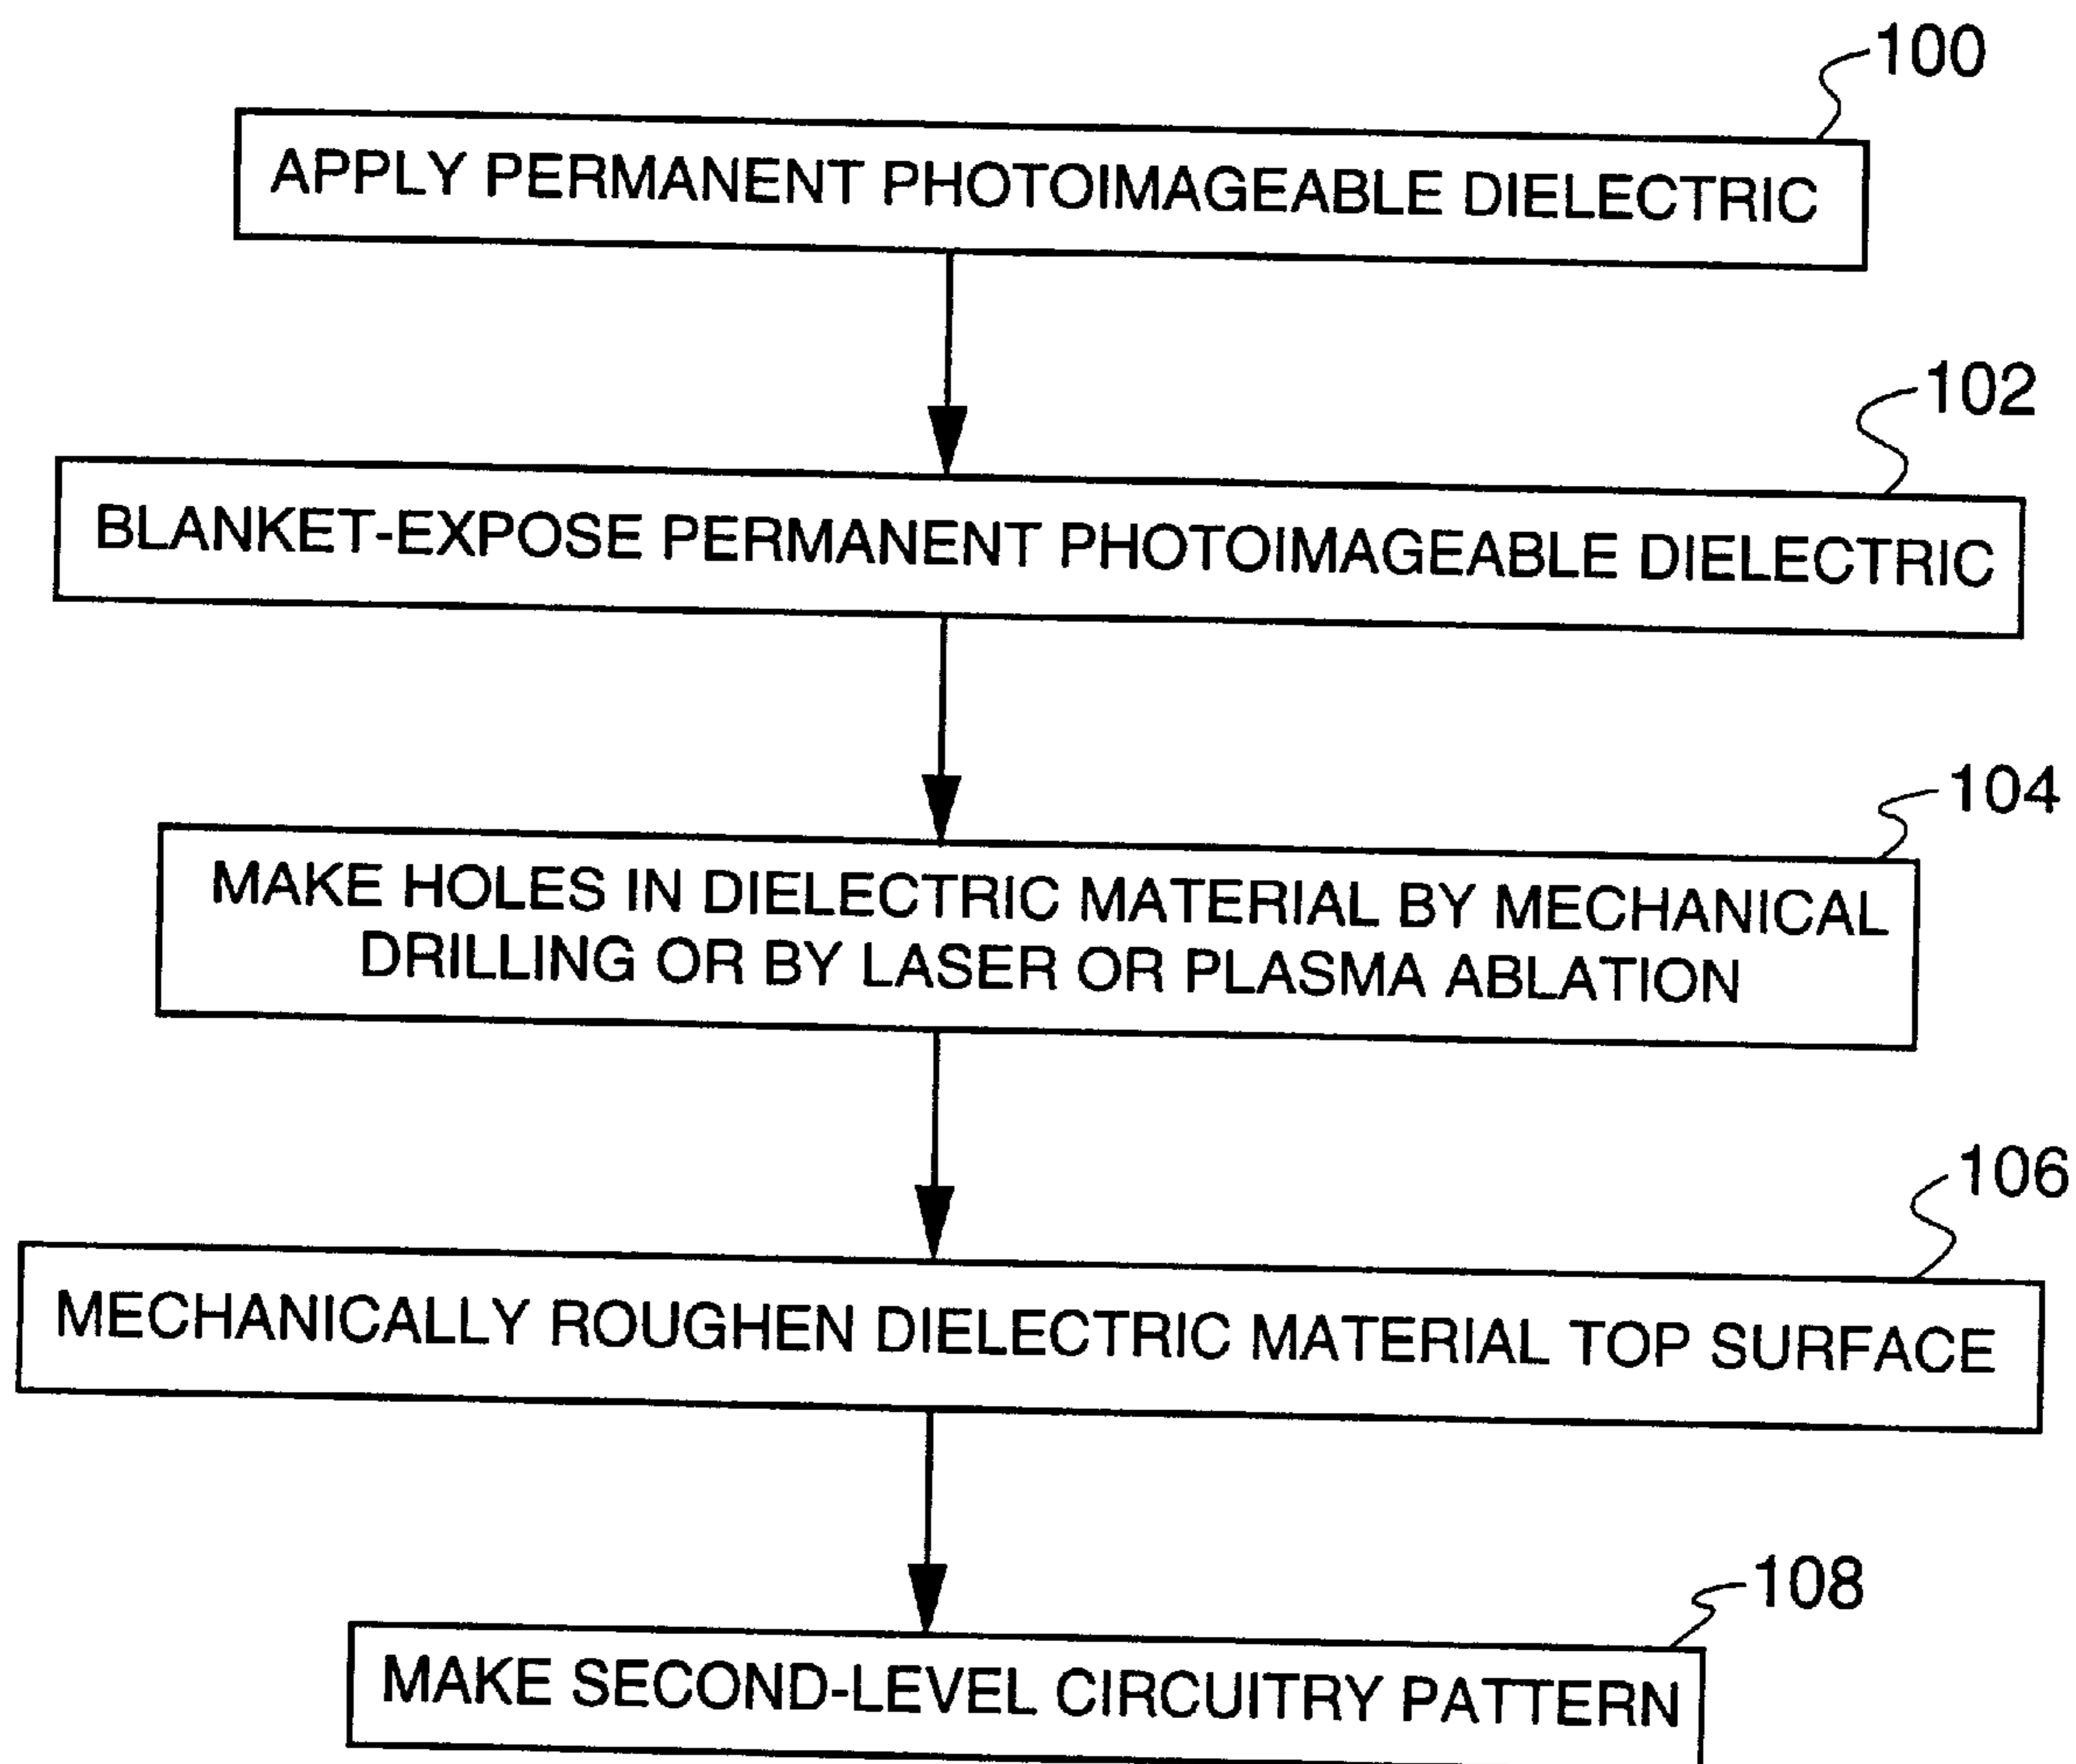 100
APPLY PERMANENT PHOTOIMAGEABLE DIELECTRIC
102
BLANKET-EXPOSE PERMANENT PHOTOIMAGEABLE DIELECTRIC
104
MAKE HOLES IN DIELECTRIC MATERIAL BY MECHANICAL
DRILLING OR BY LASER OR PLASMA ABLATION
106
MECHANICALLY ROUGHEN DIELECTRIC MATERIAL TOP SURFACE
108
MAKE SECOND-LEVEL CIRCUITRY PATTERN